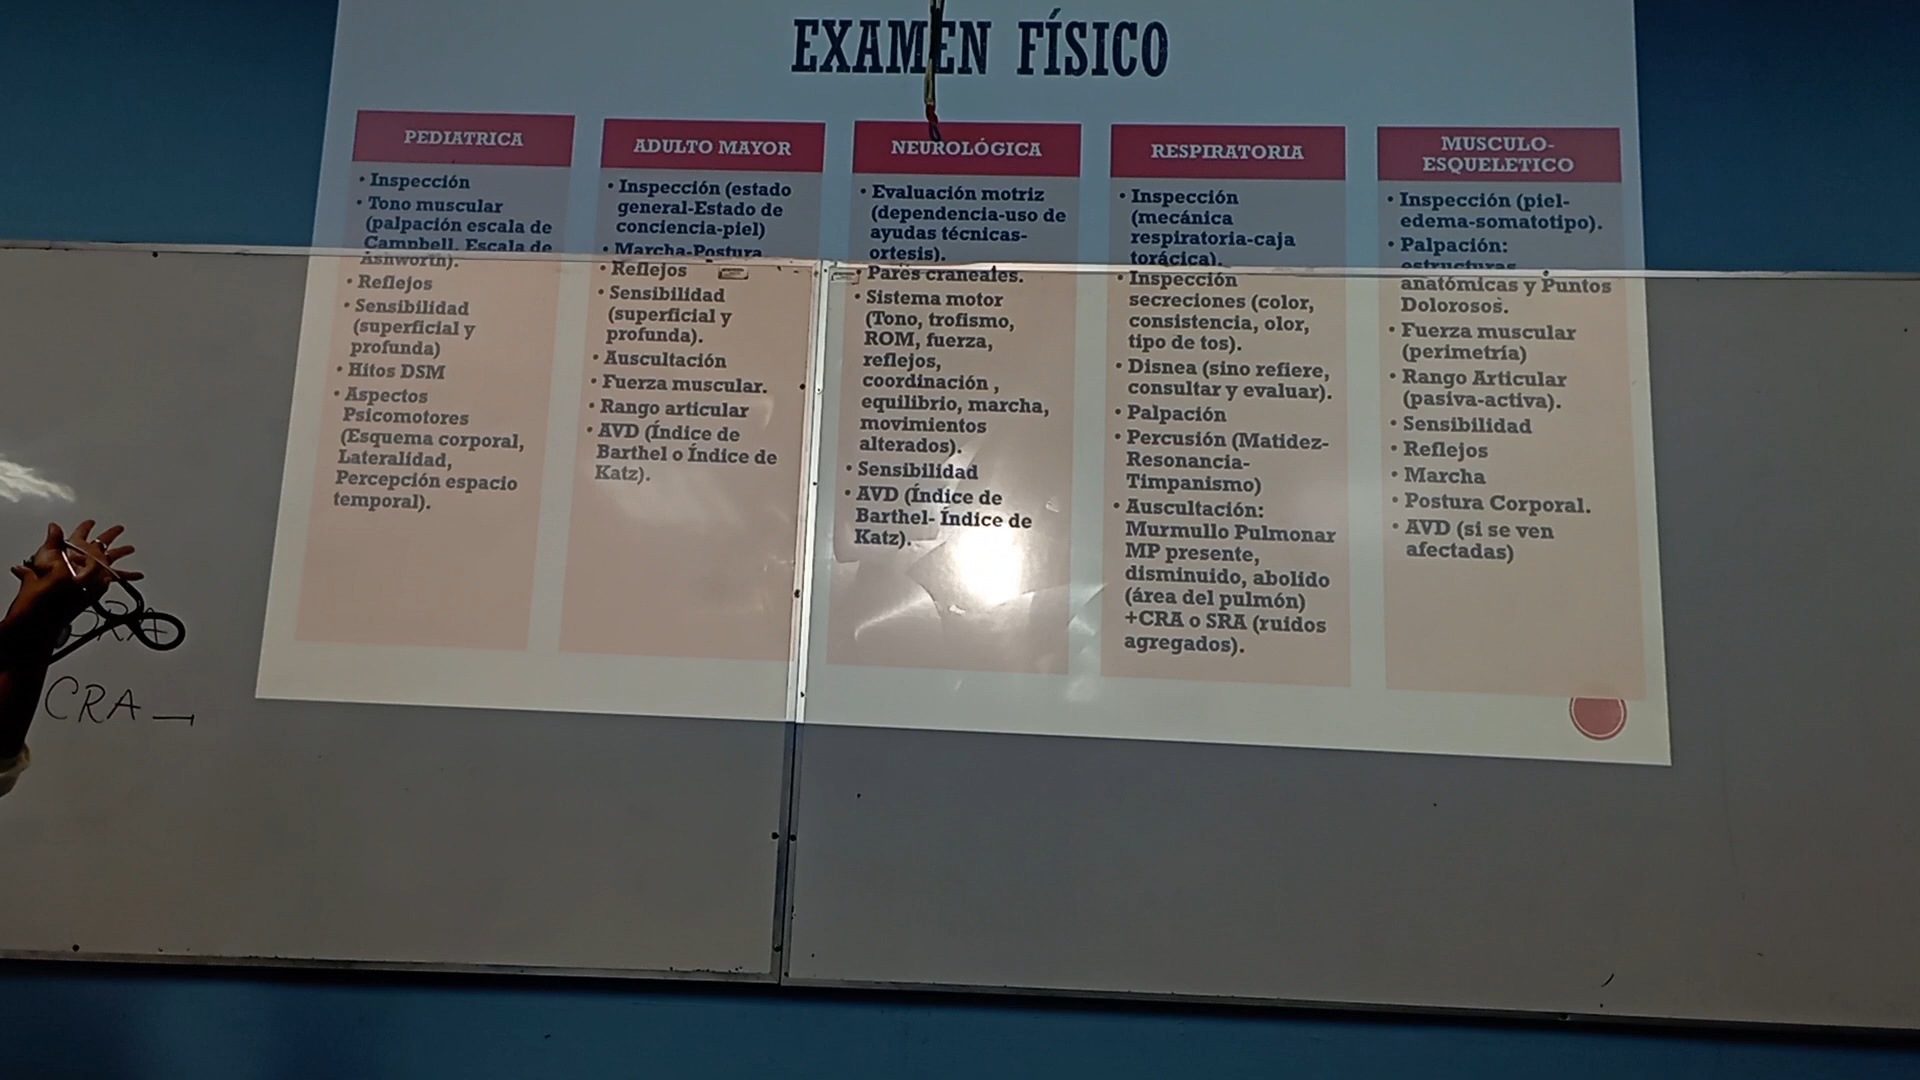 EXAMEN FÍSICO
PEDIATRICA
• Inspección
• Tono muscular
(palpación escala de
Campbell. Escala de
Ashworth).
• Reflejos
• Sensibilidad
(superficial y
profunda)
• Hitos DSM
• Aspectos
Psicomotores
(Esquema corporal,
Lateralidad,
Percepción espacio
temporal).
ADULTO MAYOR
• Inspección (estado
general-Estado de
conciencia-piel)
• Marcha-Postura
• Reflejos
• Sensibilidad
(superficial y
profunda).
• Auscultación
• Fuerza muscular.
• Rango articular
• AVD (Índice de
Barthel o Índice de
Katz).
NEUROLÓGICA
• Evaluación motriz
(dependencia-uso de
ayudas técnicas-
ortesis).
• Pares craneales.
• Sistema motor
(Tono, trofismo,
ROM, fuerza,
reflejos,
coordinación ,
equilibrio, marcha,
movimientos
alterados).
• Sensibilidad
• AVD (Índice de
Barthel- Índice de
Katz).
RESPIRATORIA
• Inspección
(mecánica
respiratoria-caja
torácica).
• Inspección
secreciones (color,
consistencia, olor,
tipo de tos).
• Disnea (sino refiere,
consultar y evaluar).
• Palpación
• Percusión (Matidez-
Resonancia-
Timpanismo)
• Auscultación:
Murmullo Pulmonar
MP presente,
disminuido, abolido
(área del pulmón)
+CRA o SRA (ruidos
agregados).
MUSCULO-
ESQUELETICO
• Inspección (piel-
edema-somatotipo).
• Palpación:
estructuras
anatómicas y Puntos
Dolorosos.
• Fuerza muscular
(perimetría)
• Rango Articular
(pasiva-activa).
• Sensibilidad
• Reflejos
• Marcha
• Postura Corporal.
• AVD (si se ven
afectadas)
CRA